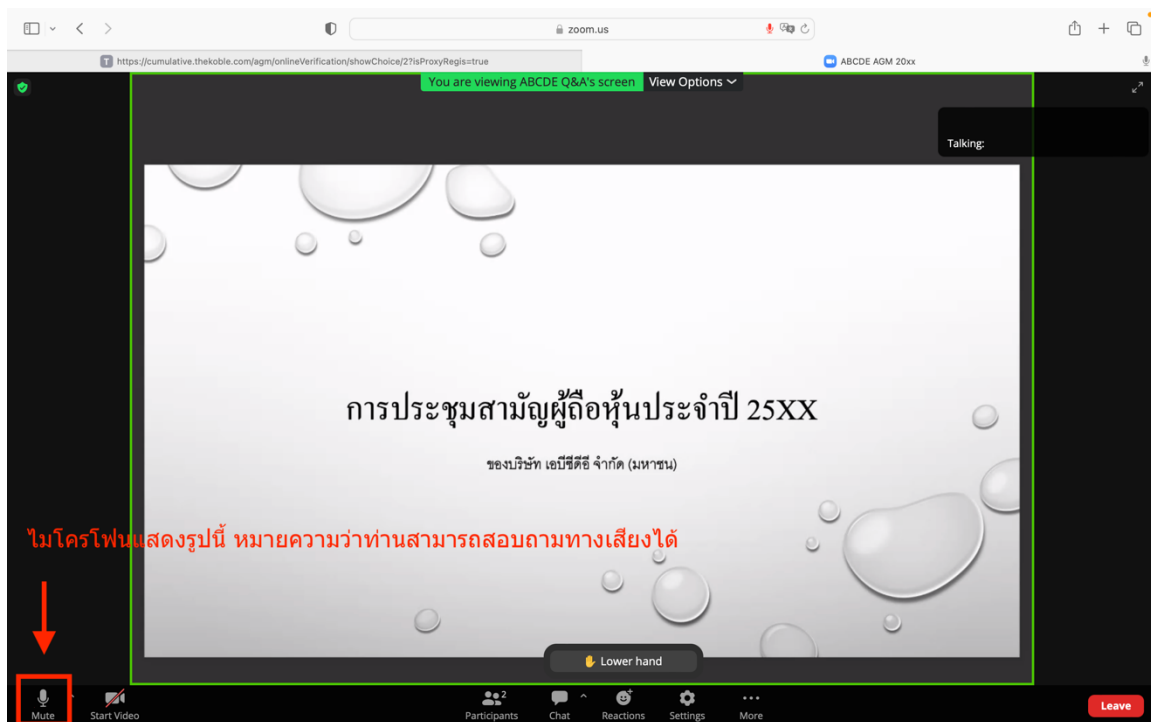 zoom.us
https://cumulative.thekoble.com/agm/onlineVerification/showChoice/2?isProxyRegis=true
ABCDE AGM 20xx
You are viewing ABCDE Q&A's screen View Options
Talking:
การประชุมสามัญผู้ถือหุ้นประจำปี 25XX
ของบริษัท เอบีซีดีอี จำกัด (มหาชน)
ไมโครโฟนแสดงรูปนี้ หมายความว่าท่านสามารถสอบถามทางเสียงได้
Lower hand
Mute Start Video Participants 2 Chat Reactions Settings More Leave